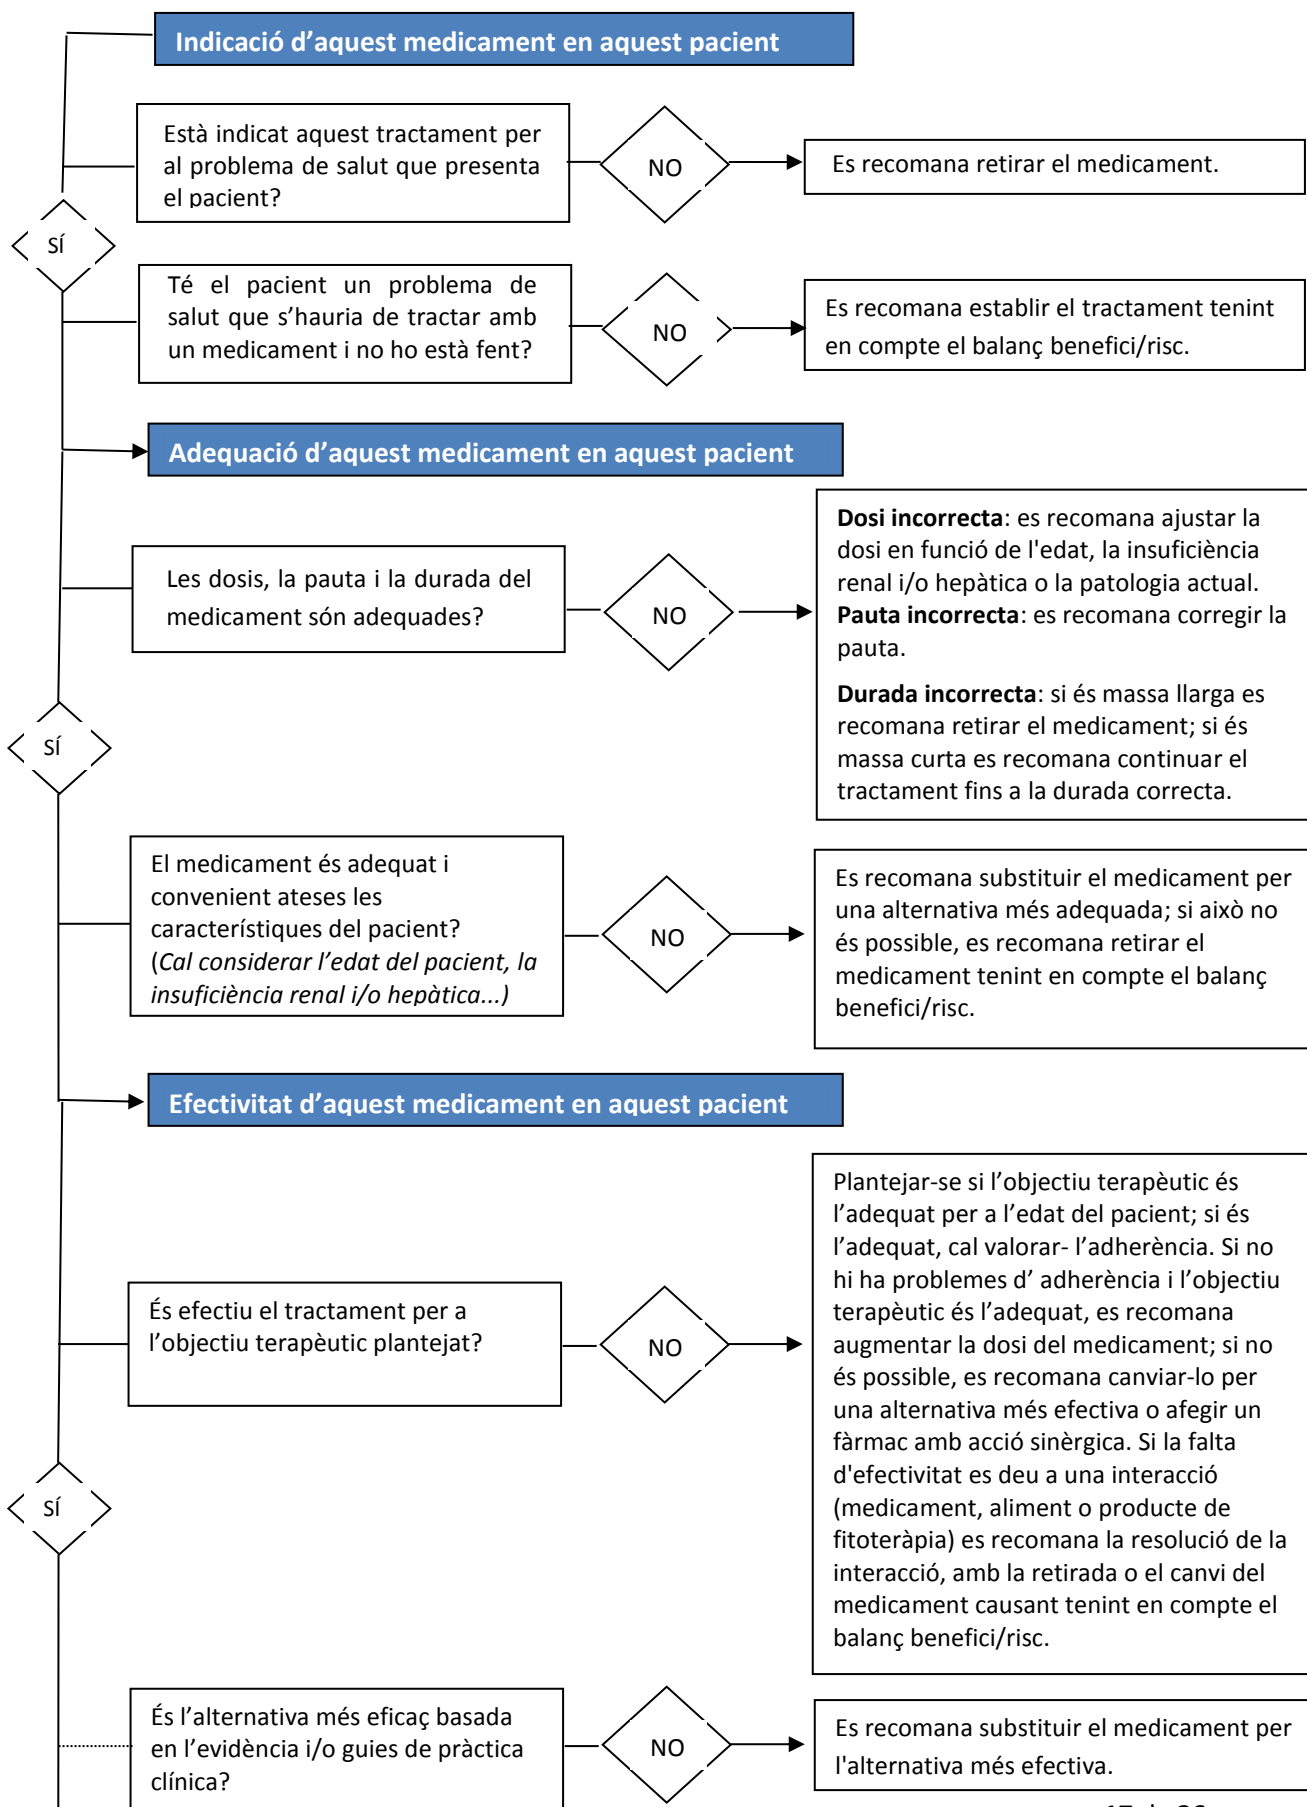 Indicació d’aquest medicament en aquest pacient
Està indicat aquest tractament per
al problema de salut que presenta
el pacient?
NO
Es recomana retirar el medicament.
SÍ
Té el pacient un problema de
salut que s’hauria de tractar amb
un medicament i no ho està fent?
NO
Es recomana establir el tractament tenint
en compte el balanç benefici/risc.
Adequació d’aquest medicament en aquest pacient
Les dosis, la pauta i la durada del
medicament són adequades?
NO
Dosi incorrecta: es recomana ajustar la
dosi en funció de l'edat, la insuficiència
renal i/o hepàtica o la patologia actual.
Pauta incorrecta: es recomana corregir la
pauta.
Durada incorrecta: si és massa llarga es
recomana retirar el medicament; si és
massa curta es recomana continuar el
tractament fins a la durada correcta.
SÍ
El medicament és adequat i
convenient ateses les
característiques del pacient?
(Cal considerar l’edat del pacient, la
insuficiència renal i/o hepàtica...)
NO
Es recomana substituir el medicament per
una alternativa més adequada; si això no
és possible, es recomana retirar el
medicament tenint en compte el balanç
benefici/risc.
Efectivitat d’aquest medicament en aquest pacient
És efectiu el tractament per a
l’objectiu terapèutic plantejat?
NO
Plantejar-se si l’objectiu terapèutic és
l’adequat per a l’edat del pacient; si és
l’adequat, cal valorar- l’adherència. Si no
hi ha problemes d’ adherència i l’objectiu
terapèutic és l’adequat, es recomana
augmentar la dosi del medicament; si no
és possible, es recomana canviar-lo per
una alternativa més efectiva o afegir un
fàrmac amb acció sinèrgica. Si la falta
d'efectivitat es deu a una interacció
(medicament, aliment o producte de
fitoteràpia) es recomana la resolució de la
interacció, amb la retirada o el canvi del
medicament causant tenint en compte el
balanç benefici/risc.
SÍ
És l’alternativa més eficaç basada
en l’evidència i/o guies de pràctica
clínica?
NO
Es recomana substituir el medicament per
l'alternativa més efectiva.